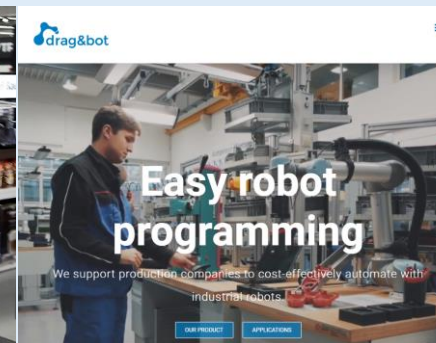 drag&bot
Easy robot
programming
We support production companies to cost-effectively automate with
industrial robots.
OUR PRODUCT
APPLICATIONS